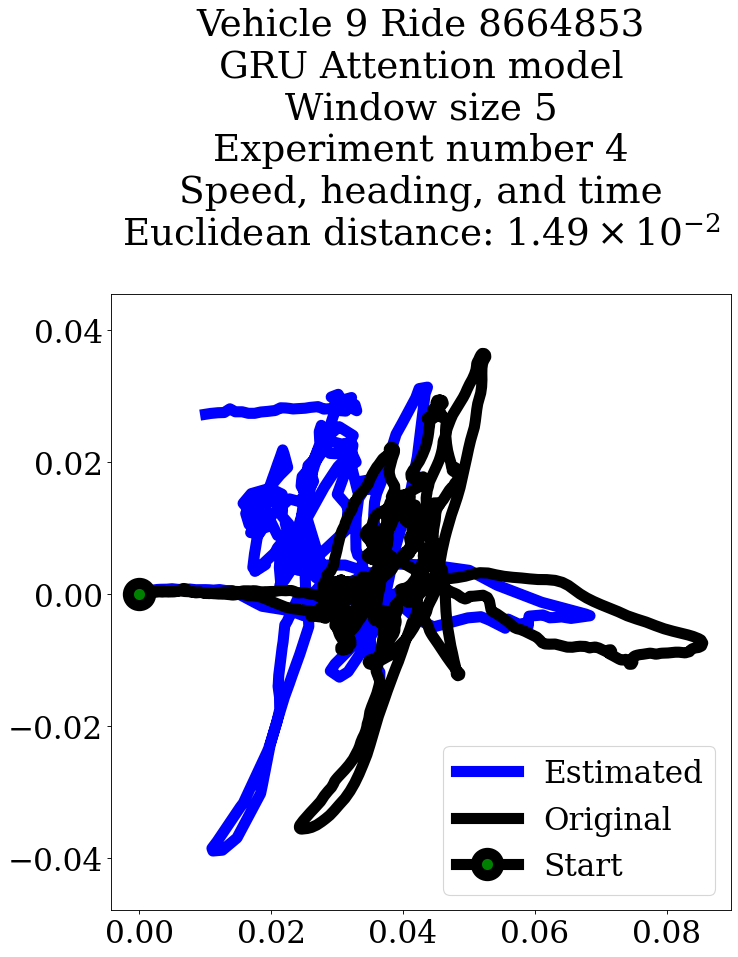 Vehicle 9 Ride 8664853
GRU Attention model
Window size 5
Experiment number 4
Speed, heading, and time
Euclidean distance: 1.49 × 10⁻²
0.04
0.02
0.00
−0.02
−0.04
Estimated
Original
Start
0.00 0.02 0.04 0.06 0.08